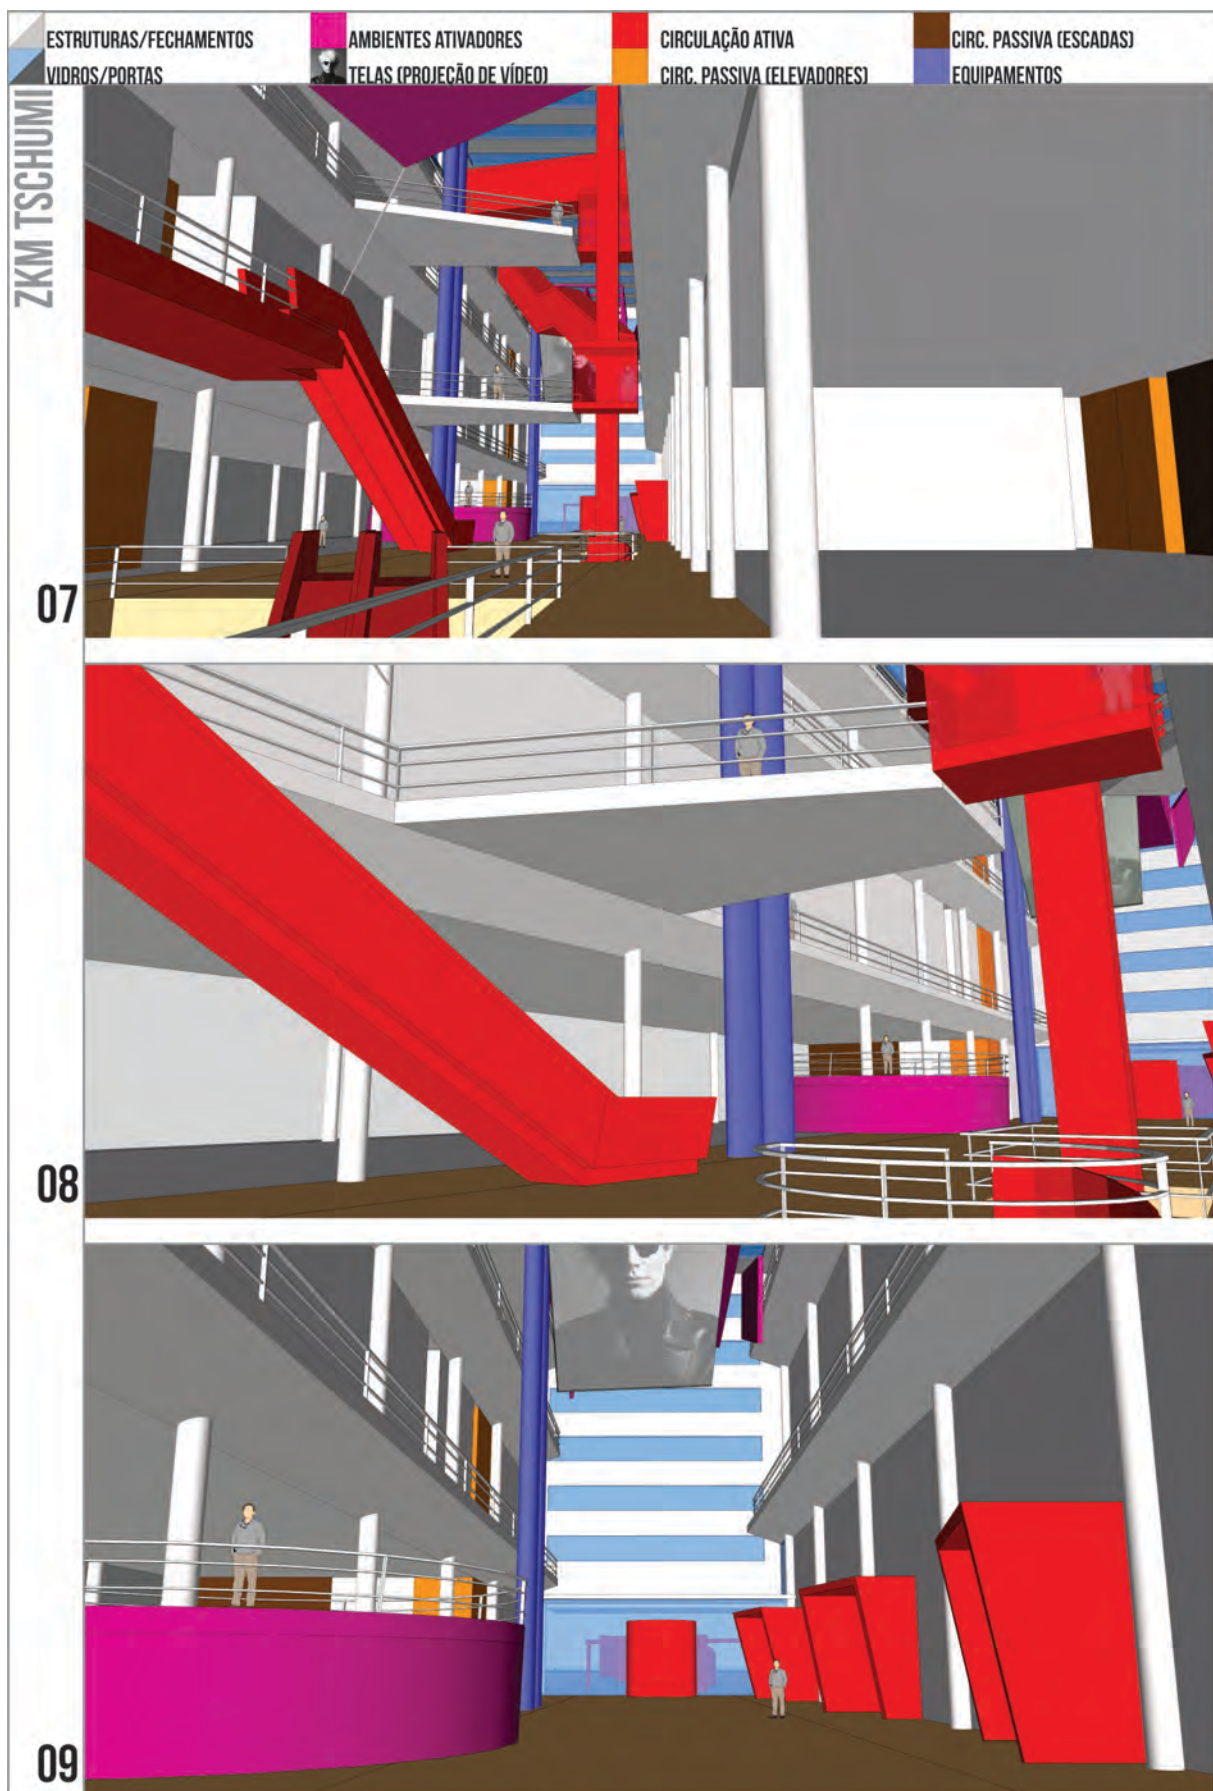 ESTRUTURAS/FECHAMENTOS
VIDROS/PORTAS
AMBIENTES ATIVADORES
TELAS (PROJEÇÃO DE VÍDEO)
CIRCULAÇÃO ATIVA
CIRC. PASSIVA (ELEVADORES)
CIRC. PASSIVA (ESCADAS)
EQUIPAMENTOS
ZKM TSCHUMI
07
08
09